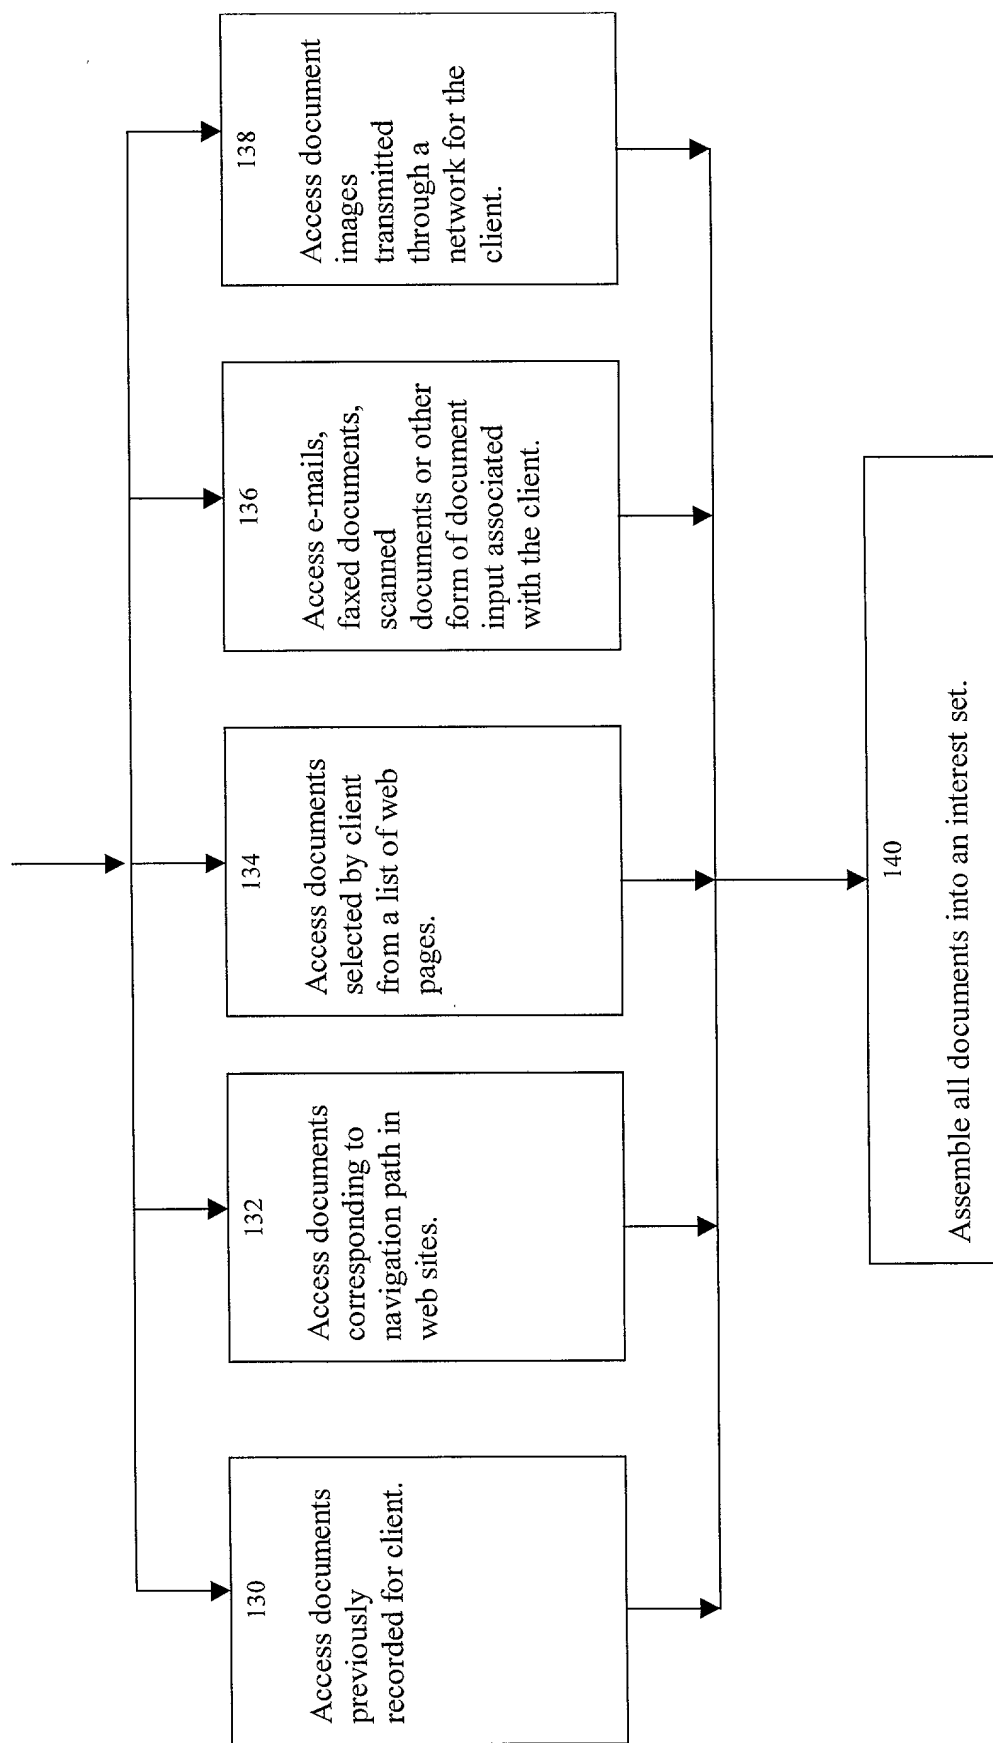 130
Access documents
previously
recorded for client.
132
Access documents
corresponding to
navigation path in
web sites.
134
Access documents
selected by client
from a list of web
pages.
136
Access e-mails,
faxed documents,
scanned
documents or other
form of document
input associated
with the client.
138
Access document
images
transmitted
through a
network for the
client.
140
Assemble all documents into an interest set.